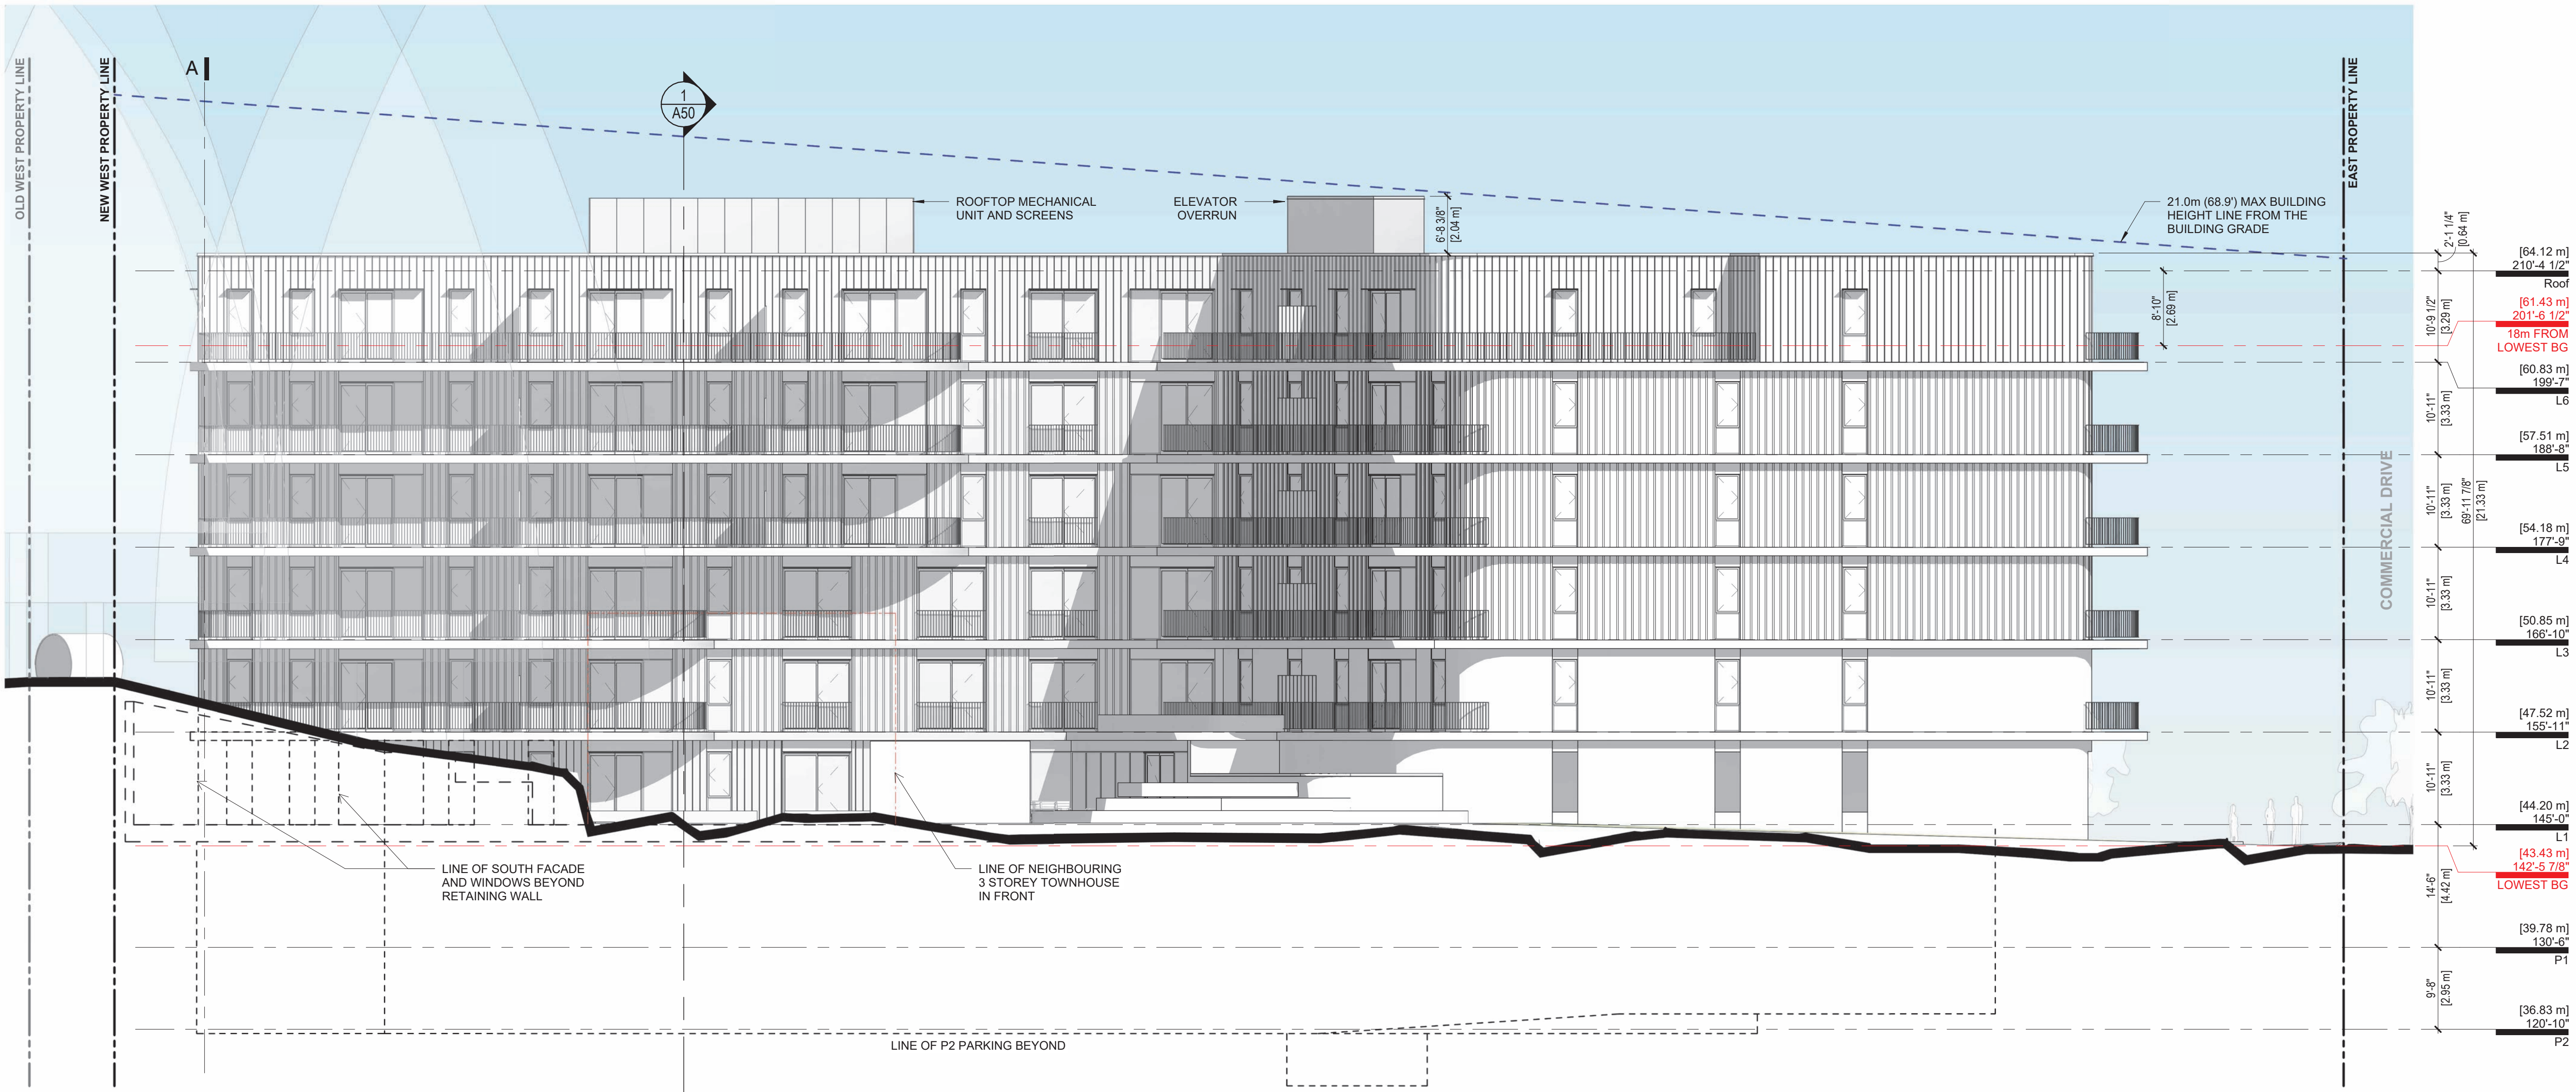 OLD WEST PROPERTY LINE
NEW WEST PROPERTY LINE
A
1
A50
ROOFTOP MECHANICAL
UNIT AND SCREENS
ELEVATOR
OVERRUN
6'-8 3/8"
[2.04 m]
21.0m (68.9') MAX BUILDING
HEIGHT LINE FROM THE
BUILDING GRADE
EAST PROPERTY LINE
COMMERCIAL DRIVE
8'-10"
[2.69 m]
2'-1 1/4"
[0.64 m]
10'-9 1/2"
[3.29 m]
10'-11"
[3.33 m]
10'-11"
[3.33 m]
10'-11"
[3.33 m]
10'-11"
[3.33 m]
10'-11"
[3.33 m]
14'-6"
[4.42 m]
9'-8"
[2.95 m]
69'-11 7/8"
[21.33 m]
[64.12 m]
210'-4 1/2"
Roof
[61.43 m]
201'-6 1/2"
18m FROM
LOWEST BG
[60.83 m]
199'-7"
L6
[57.51 m]
188'-8"
L5
[54.18 m]
177'-9"
L4
[50.85 m]
166'-10"
L3
[47.52 m]
155'-11"
L2
[44.20 m]
145'-0"
L1
[43.43 m]
142'-5 7/8"
LOWEST BG
[39.78 m]
130'-6"
P1
[36.83 m]
120'-10"
P2
LINE OF SOUTH FACADE
AND WINDOWS BEYOND
RETAINING WALL
LINE OF NEIGHBOURING
3 STOREY TOWNHOUSE
IN FRONT
LINE OF P2 PARKING BEYOND